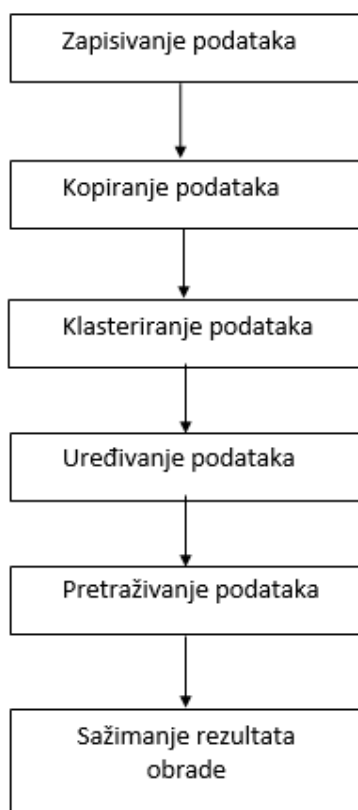 Zapisivanje podataka
Kopiranje podataka
Klasteriranje podataka
Uređivanje podataka
Pretraživanje podataka
Sažimanje rezultata
obrade